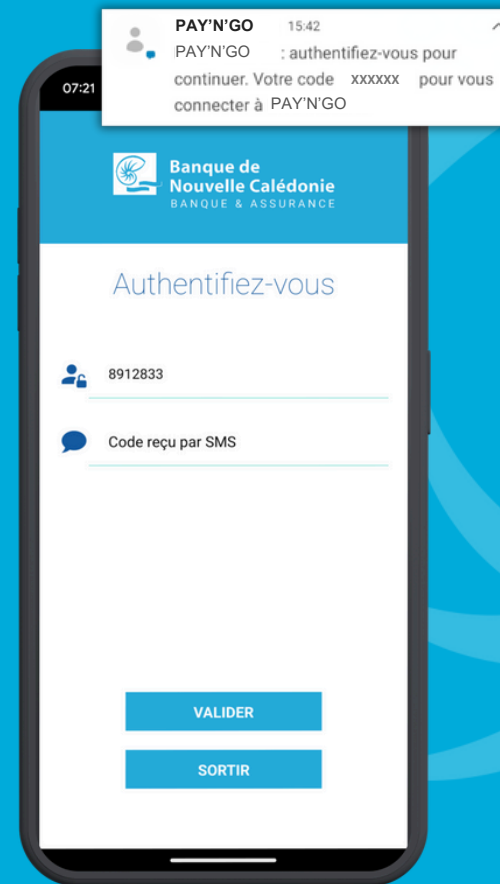 PAY’N’GO 15:42
PAY’N’GO : authentifiez-vous pour
continuer. Votre code xxxxxx pour vous
connecter à PAY’N’GO
07:21
Banque de
Nouvelle Calédonie
BANQUE & ASSURANCE
Authentifiez-vous
8912833
Code reçu par SMS
VALIDER
SORTIR